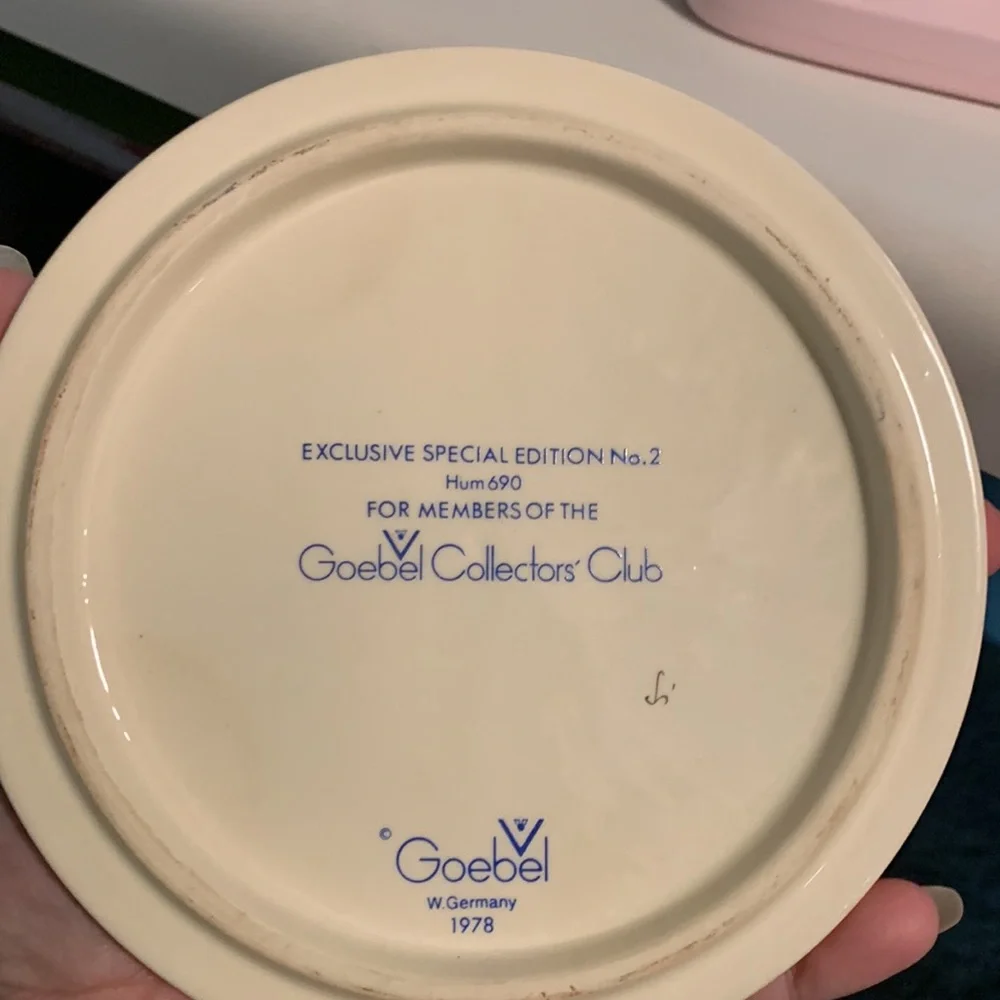 EXCLUSIVE SPECIAL EDITION No.2
Hum 690
FOR MEMBERS OF THE
Goebel Collectors' Club
© Goebel
W.Germany
1978